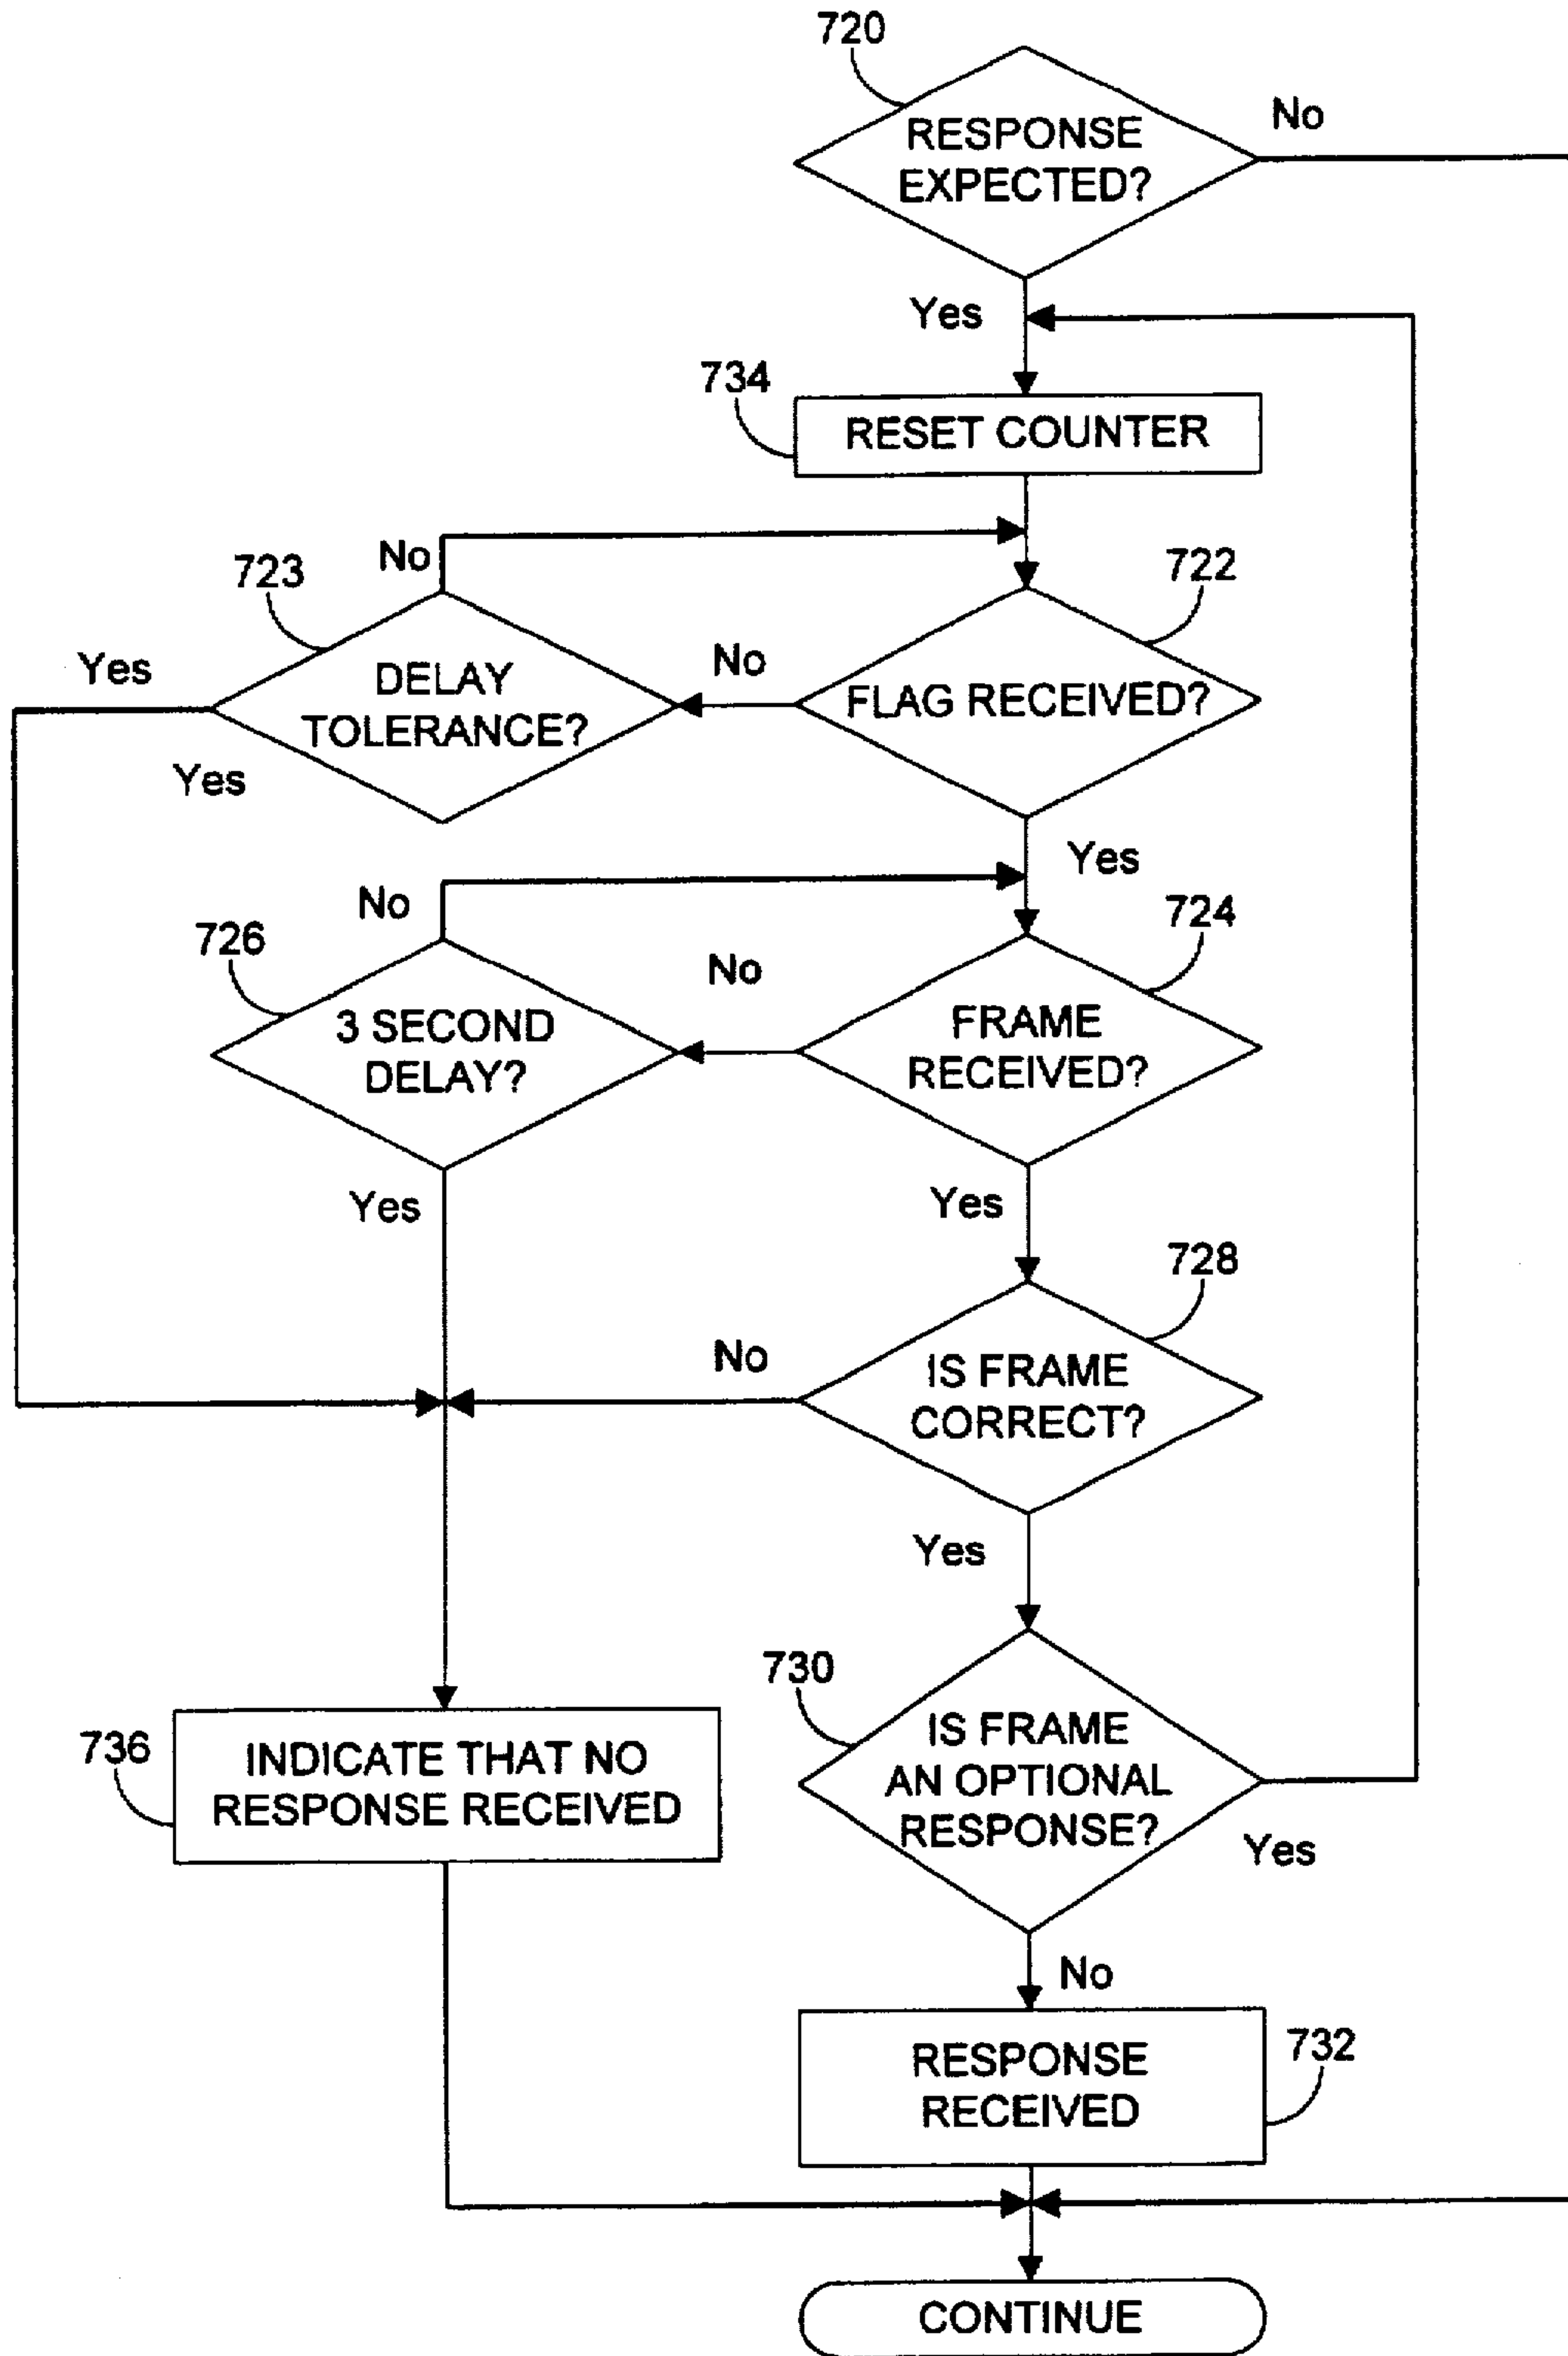 720
RESPONSE
EXPECTED?
No
Yes
734
RESET COUNTER
No
723
722
Yes
DELAY
TOLERANCE?
No
FLAG RECEIVED?
Yes
Yes
No
726
724
3 SECOND
DELAY?
No
FRAME
RECEIVED?
Yes
Yes
728
No
IS FRAME
CORRECT?
Yes
730
IS FRAME
AN OPTIONAL
RESPONSE?
Yes
736
INDICATE THAT NO
RESPONSE RECEIVED
No
RESPONSE
RECEIVED
732
CONTINUE